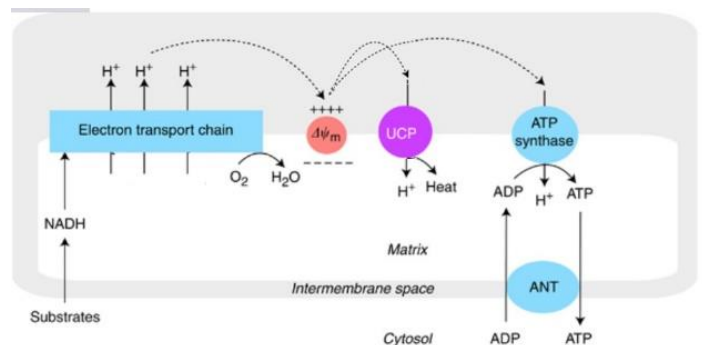 H+ H+ H+
++++
Electron transport chain
Δψm
UCP
ATP
synthase
– – – – –
O2 H2O
H+ Heat
ADP H+ ATP
NADH
Matrix
Intermembrane space
ANT
Substrates
Cytosol
ADP ATP